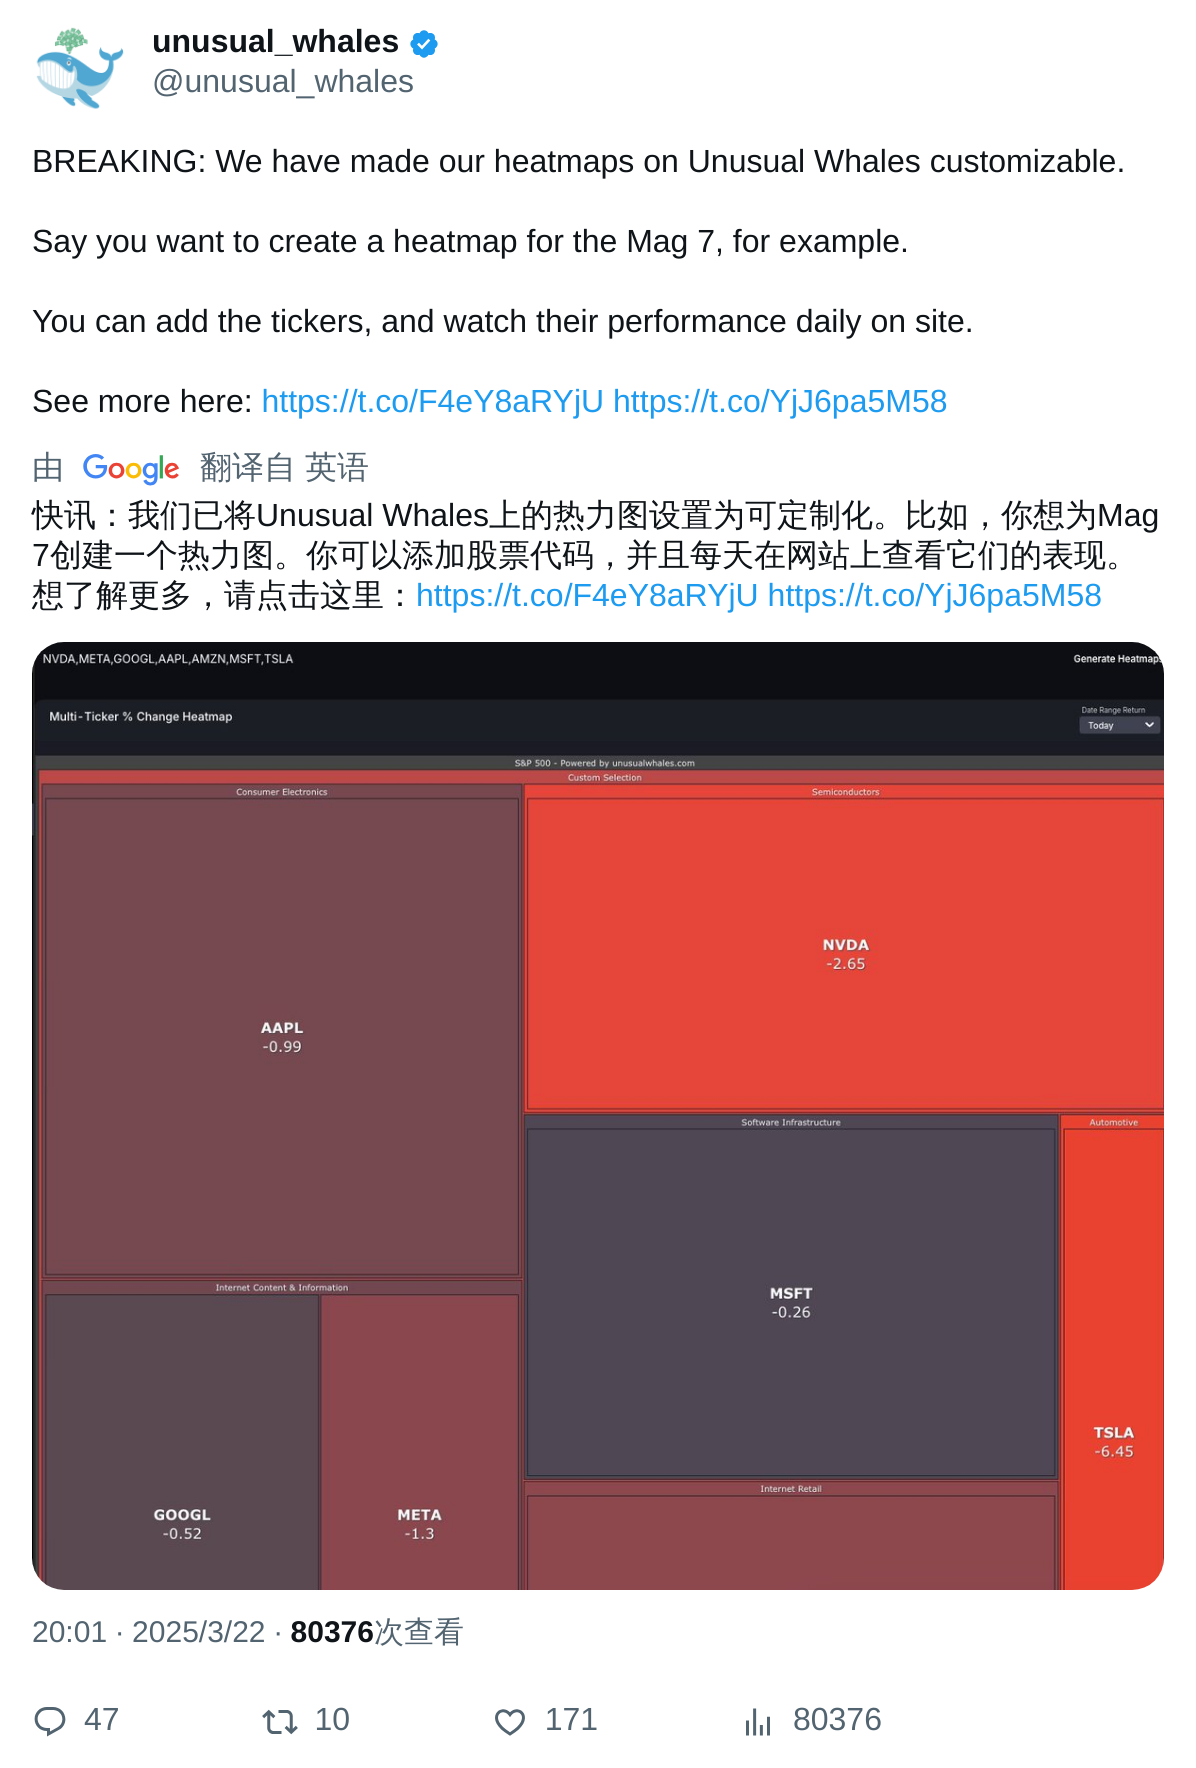 unusual_whales
@unusual_whales
BREAKING: We have made our heatmaps on Unusual Whales customizable.
Say you want to create a heatmap for the Mag 7, for example.
You can add the tickers, and watch their performance daily on site.
See more here: https://t.co/F4eY8aRYjU https://t.co/YjJ6pa5M58
由 Google 翻译自 英语
快讯：我们已将Unusual Whales上的热力图设置为可定制化。比如，你想为Mag
7创建一个热力图。你可以添加股票代码，并且每天在网站上查看它们的表现。
想了解更多，请点击这里：https://t.co/F4eY8aRYjU https://t.co/YjJ6pa5M58
NVDA,META,GOOGL,AAPL,AMZN,MSFT,TSLA
Generate Heatmaps
Multi-Ticker % Change Heatmap
Date Range Return
Today
S&P 500 - Powered by unusualwhales.com
Custom Selection
Consumer Electronics
Semiconductors
NVDA
-2.65
AAPL
-0.99
Software Infrastructure
Automotive
Internet Content & Information
MSFT
-0.26
TSLA
-6.45
Internet Retail
GOOGL
-0.52
META
-1.3
20:01 · 2025/3/22 · 80376次查看
47
10
171
80376